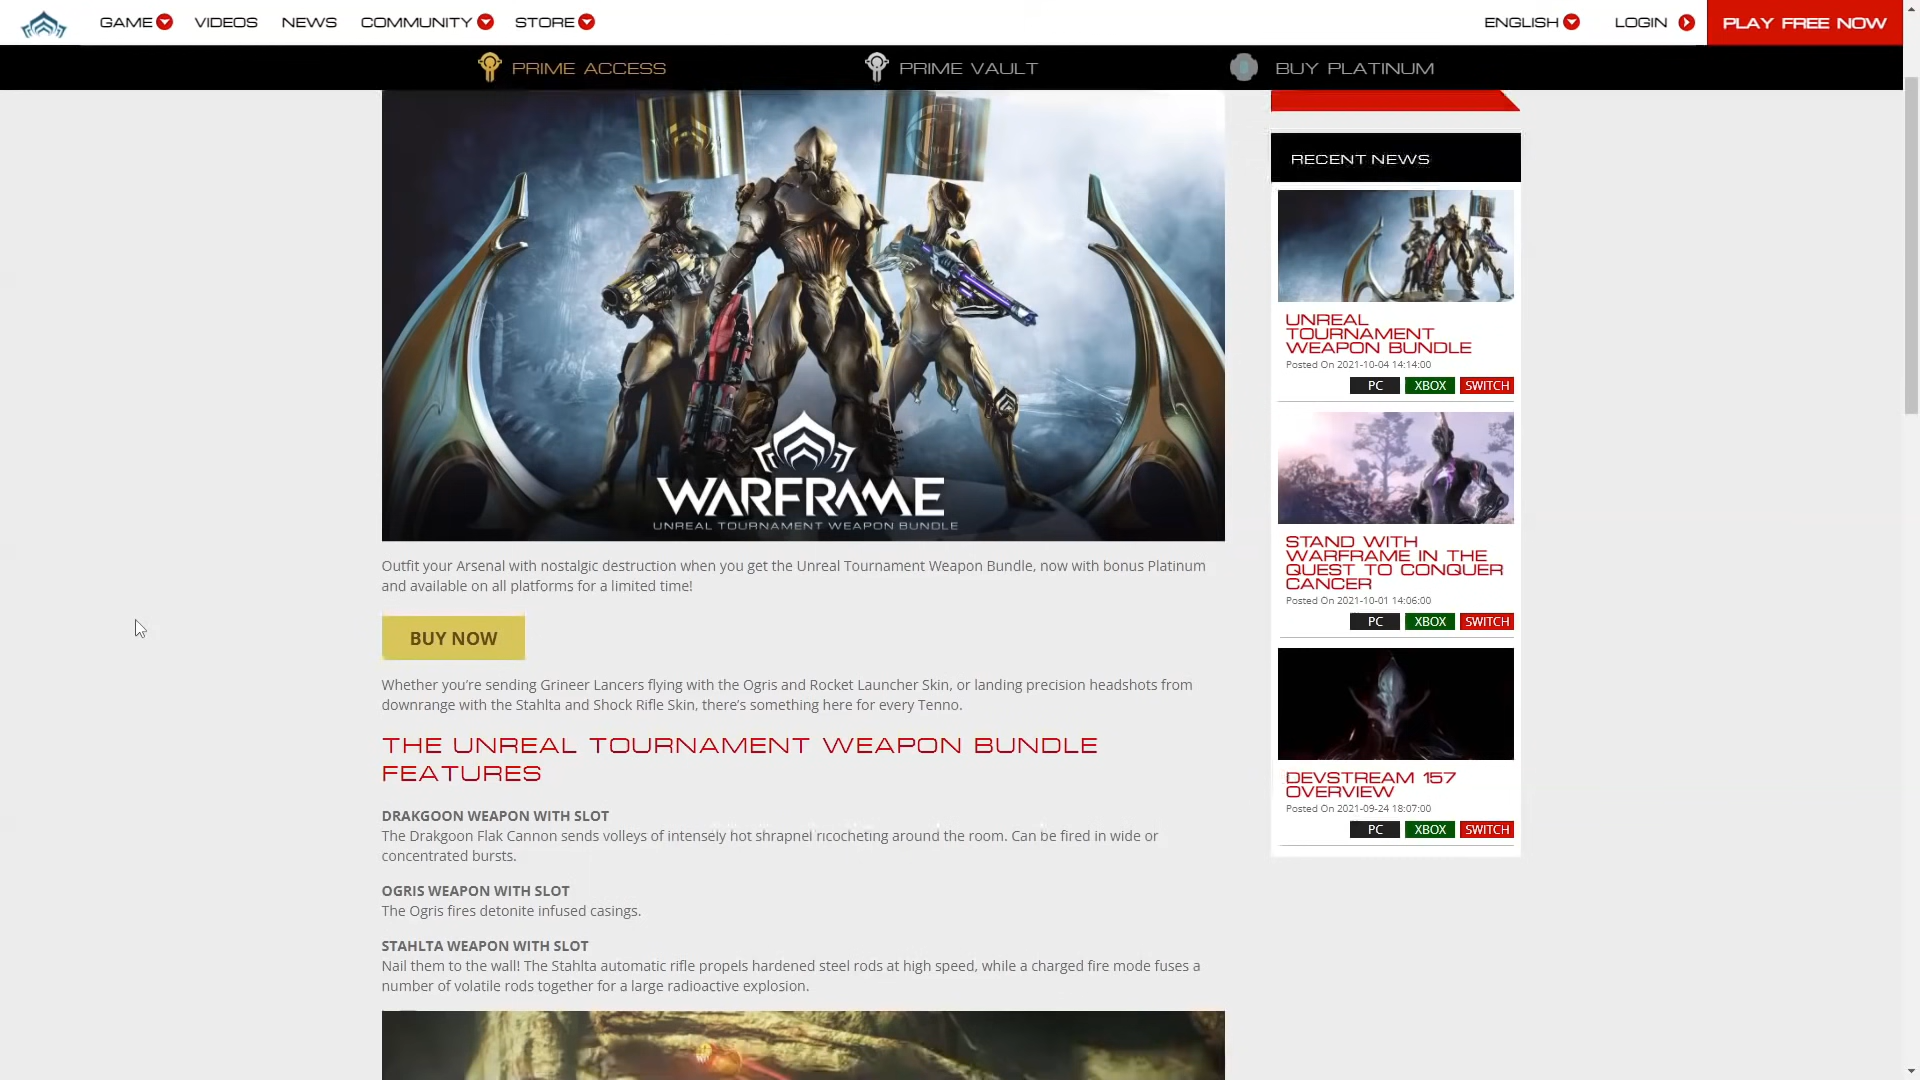 GAME VIDEOS NEWS COMMUNITY STORE ENGLISH LOGIN PLAY FREE NOW
PRIME ACCESS PRIME VAULT BUY PLATINUM
WARFRAME
UNREAL TOURNAMENT WEAPON BUNDLE
Outfit your Arsenal with nostalgic destruction when you get the Unreal Tournament Weapon Bundle, now with bonus Platinum
and available on all platforms for a limited time!
BUY NOW
Whether you’re sending Grineer Lancers flying with the Ogris and Rocket Launcher Skin, or landing precision headshots from
downrange with the Stahlta and Shock Rifle Skin, there’s something here for every Tenno.
THE UNREAL TOURNAMENT WEAPON BUNDLE
FEATURES
DRAKGOON WEAPON WITH SLOT
The Drakgoon Flak Cannon sends volleys of intensely hot shrapnel ricocheting around the room. Can be fired in wide or
concentrated bursts.
OGRIS WEAPON WITH SLOT
The Ogris fires detonite infused casings.
STAHLTA WEAPON WITH SLOT
Nail them to the wall! The Stahlta automatic rifle propels hardened steel rods at high speed, while a charged fire mode fuses a
number of volatile rods together for a large radioactive explosion.
RECENT NEWS
UNREAL
TOURNAMENT
WEAPON BUNDLE
Posted On 2021-10-04 14:14:00
PC XBOX SWITCH
STAND WITH
WARFRAME IN THE
QUEST TO CONQUER
CANCER
Posted On 2021-10-01 14:06:00
PC XBOX SWITCH
DEVSTREAM 157
OVERVIEW
Posted On 2021-09-24 18:07:00
PC XBOX SWITCH